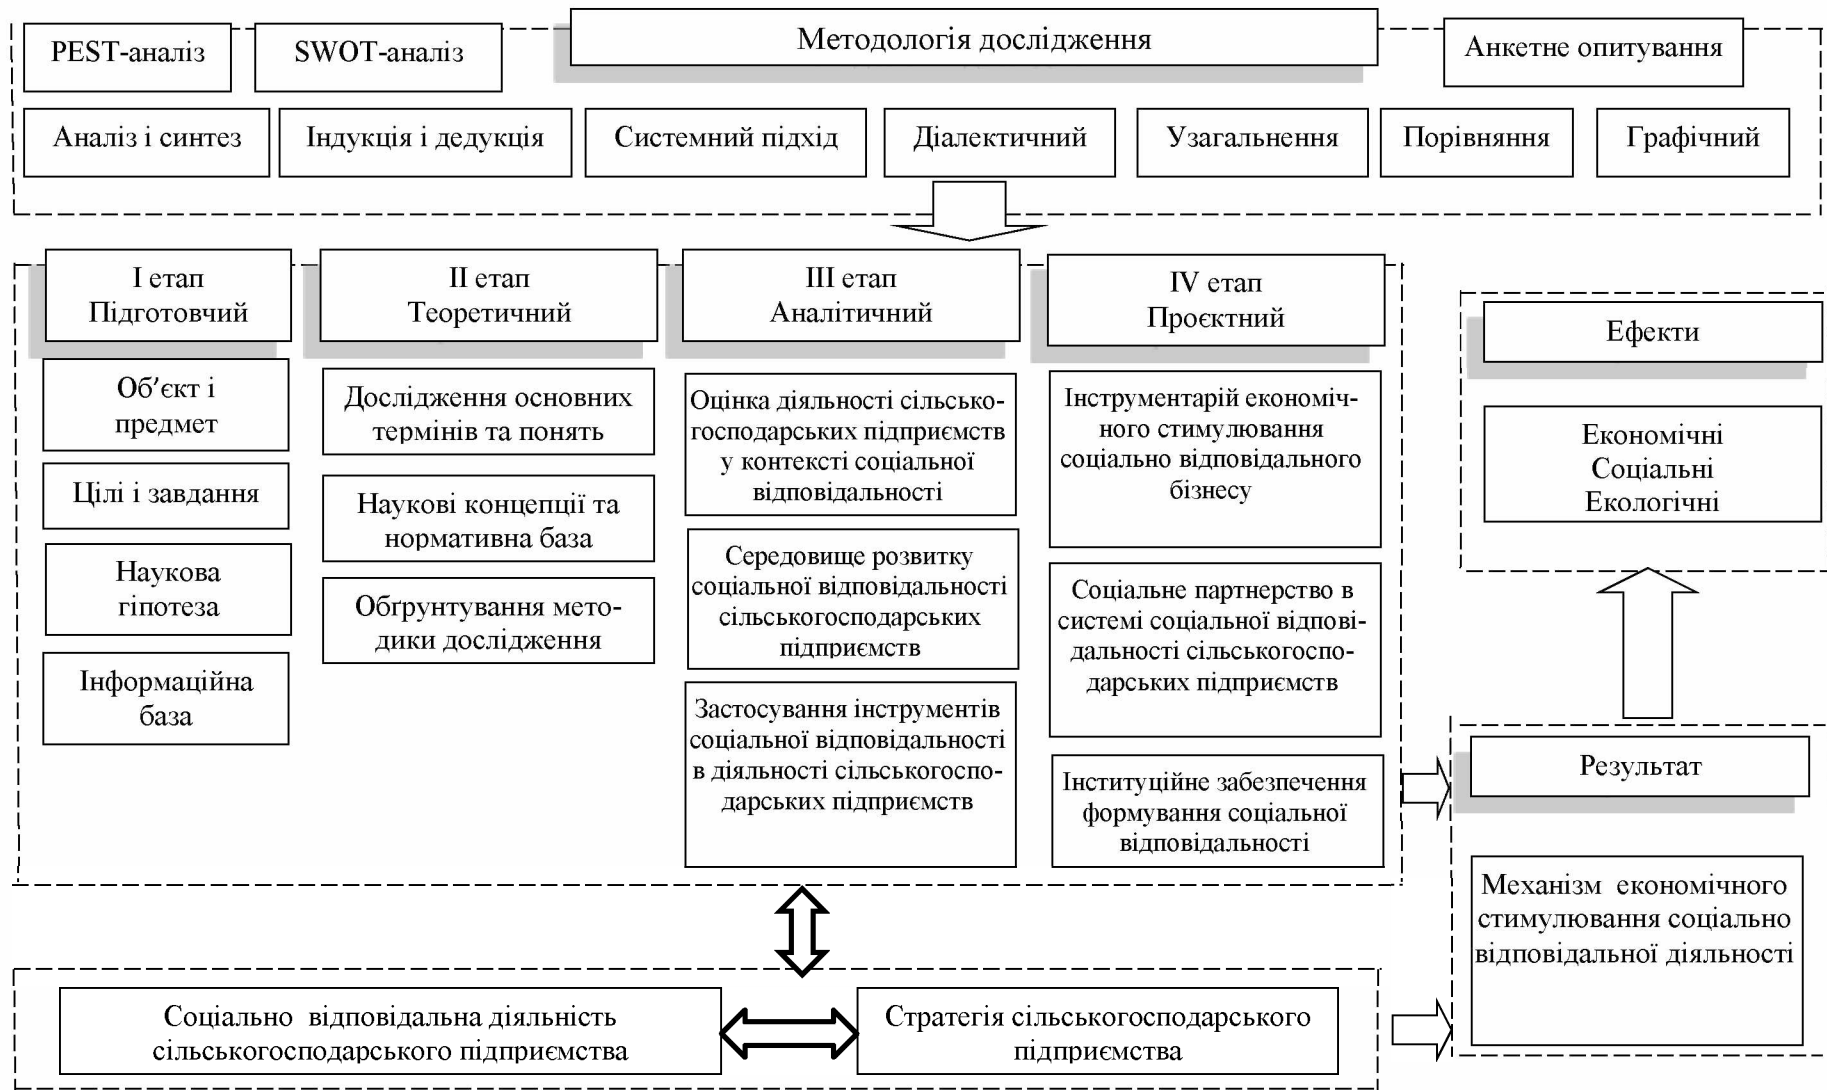 PEST-аналіз
SWOT-аналіз
Методологія дослідження
Анкетне опитування
Аналіз і синтез
Індукція і дедукція
Системний підхід
Діалектичний
Узагальнення
Порівняння
Графічний
I етап
Підготовчий
Об’єкт і
предмет
Цілі і завдання
Наукова
гіпотеза
Інформаційна
база
II етап
Теоретичний
Дослідження основних
термінів та понять
Наукові концепції та
нормативна база
Обґрунтування мето-
дики дослідження
III етап
Аналітичний
Оцінка діяльності сільсько-
господарських підприємств
у контексті соціальної
відповідальності
Середовище розвитку
соціальної відповідальності
сільськогосподарських
підприємств
Застосування інструментів
соціальної відповідальності
в діяльності сільськогоспо-
дарських підприємств
IV етап
Проєктний
Інструментарій економіч-
ного стимулювання
соціально відповідального
бізнесу
Соціальне партнерство в
системі соціальної відпові-
дальності сільськогоспо-
дарських підприємств
Інституційне забезпечення
формування соціальної
відповідальності
Ефекти
Економічні
Соціальні
Екологічні
Результат
Механізм економічного
стимулювання соціально
відповідальної діяльності
Соціально відповідальна діяльність
сільськогосподарського підприємства
Стратегія сільськогосподарського
підприємства